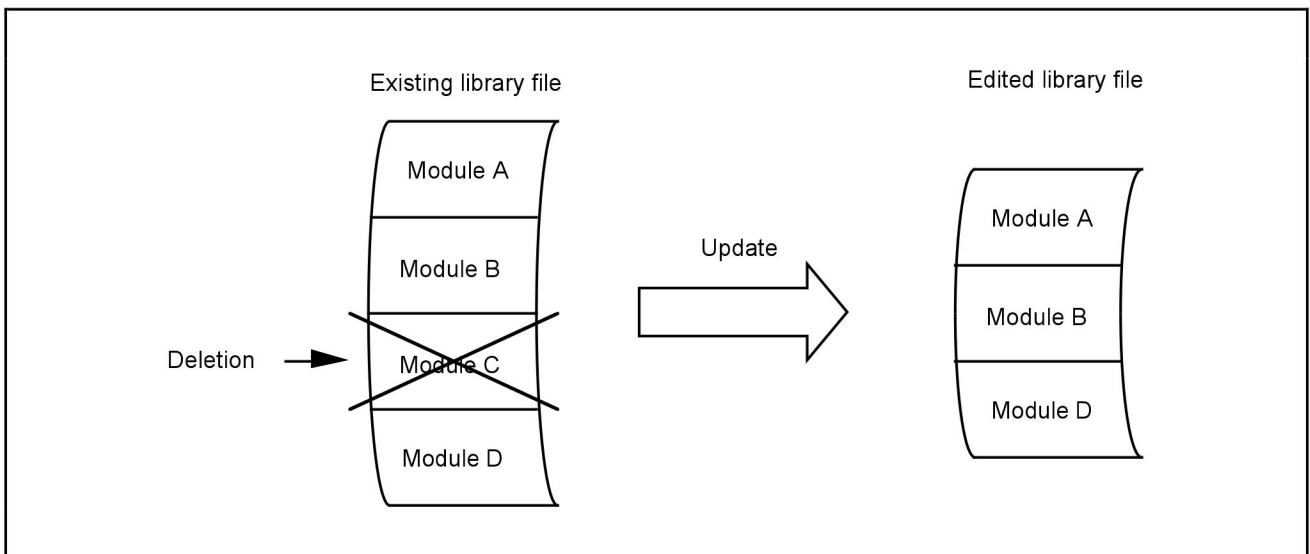 Existing library file
Edited library file
Module A
Module B
Deletion
Module C
Module D
Update
Module A
Module B
Module D